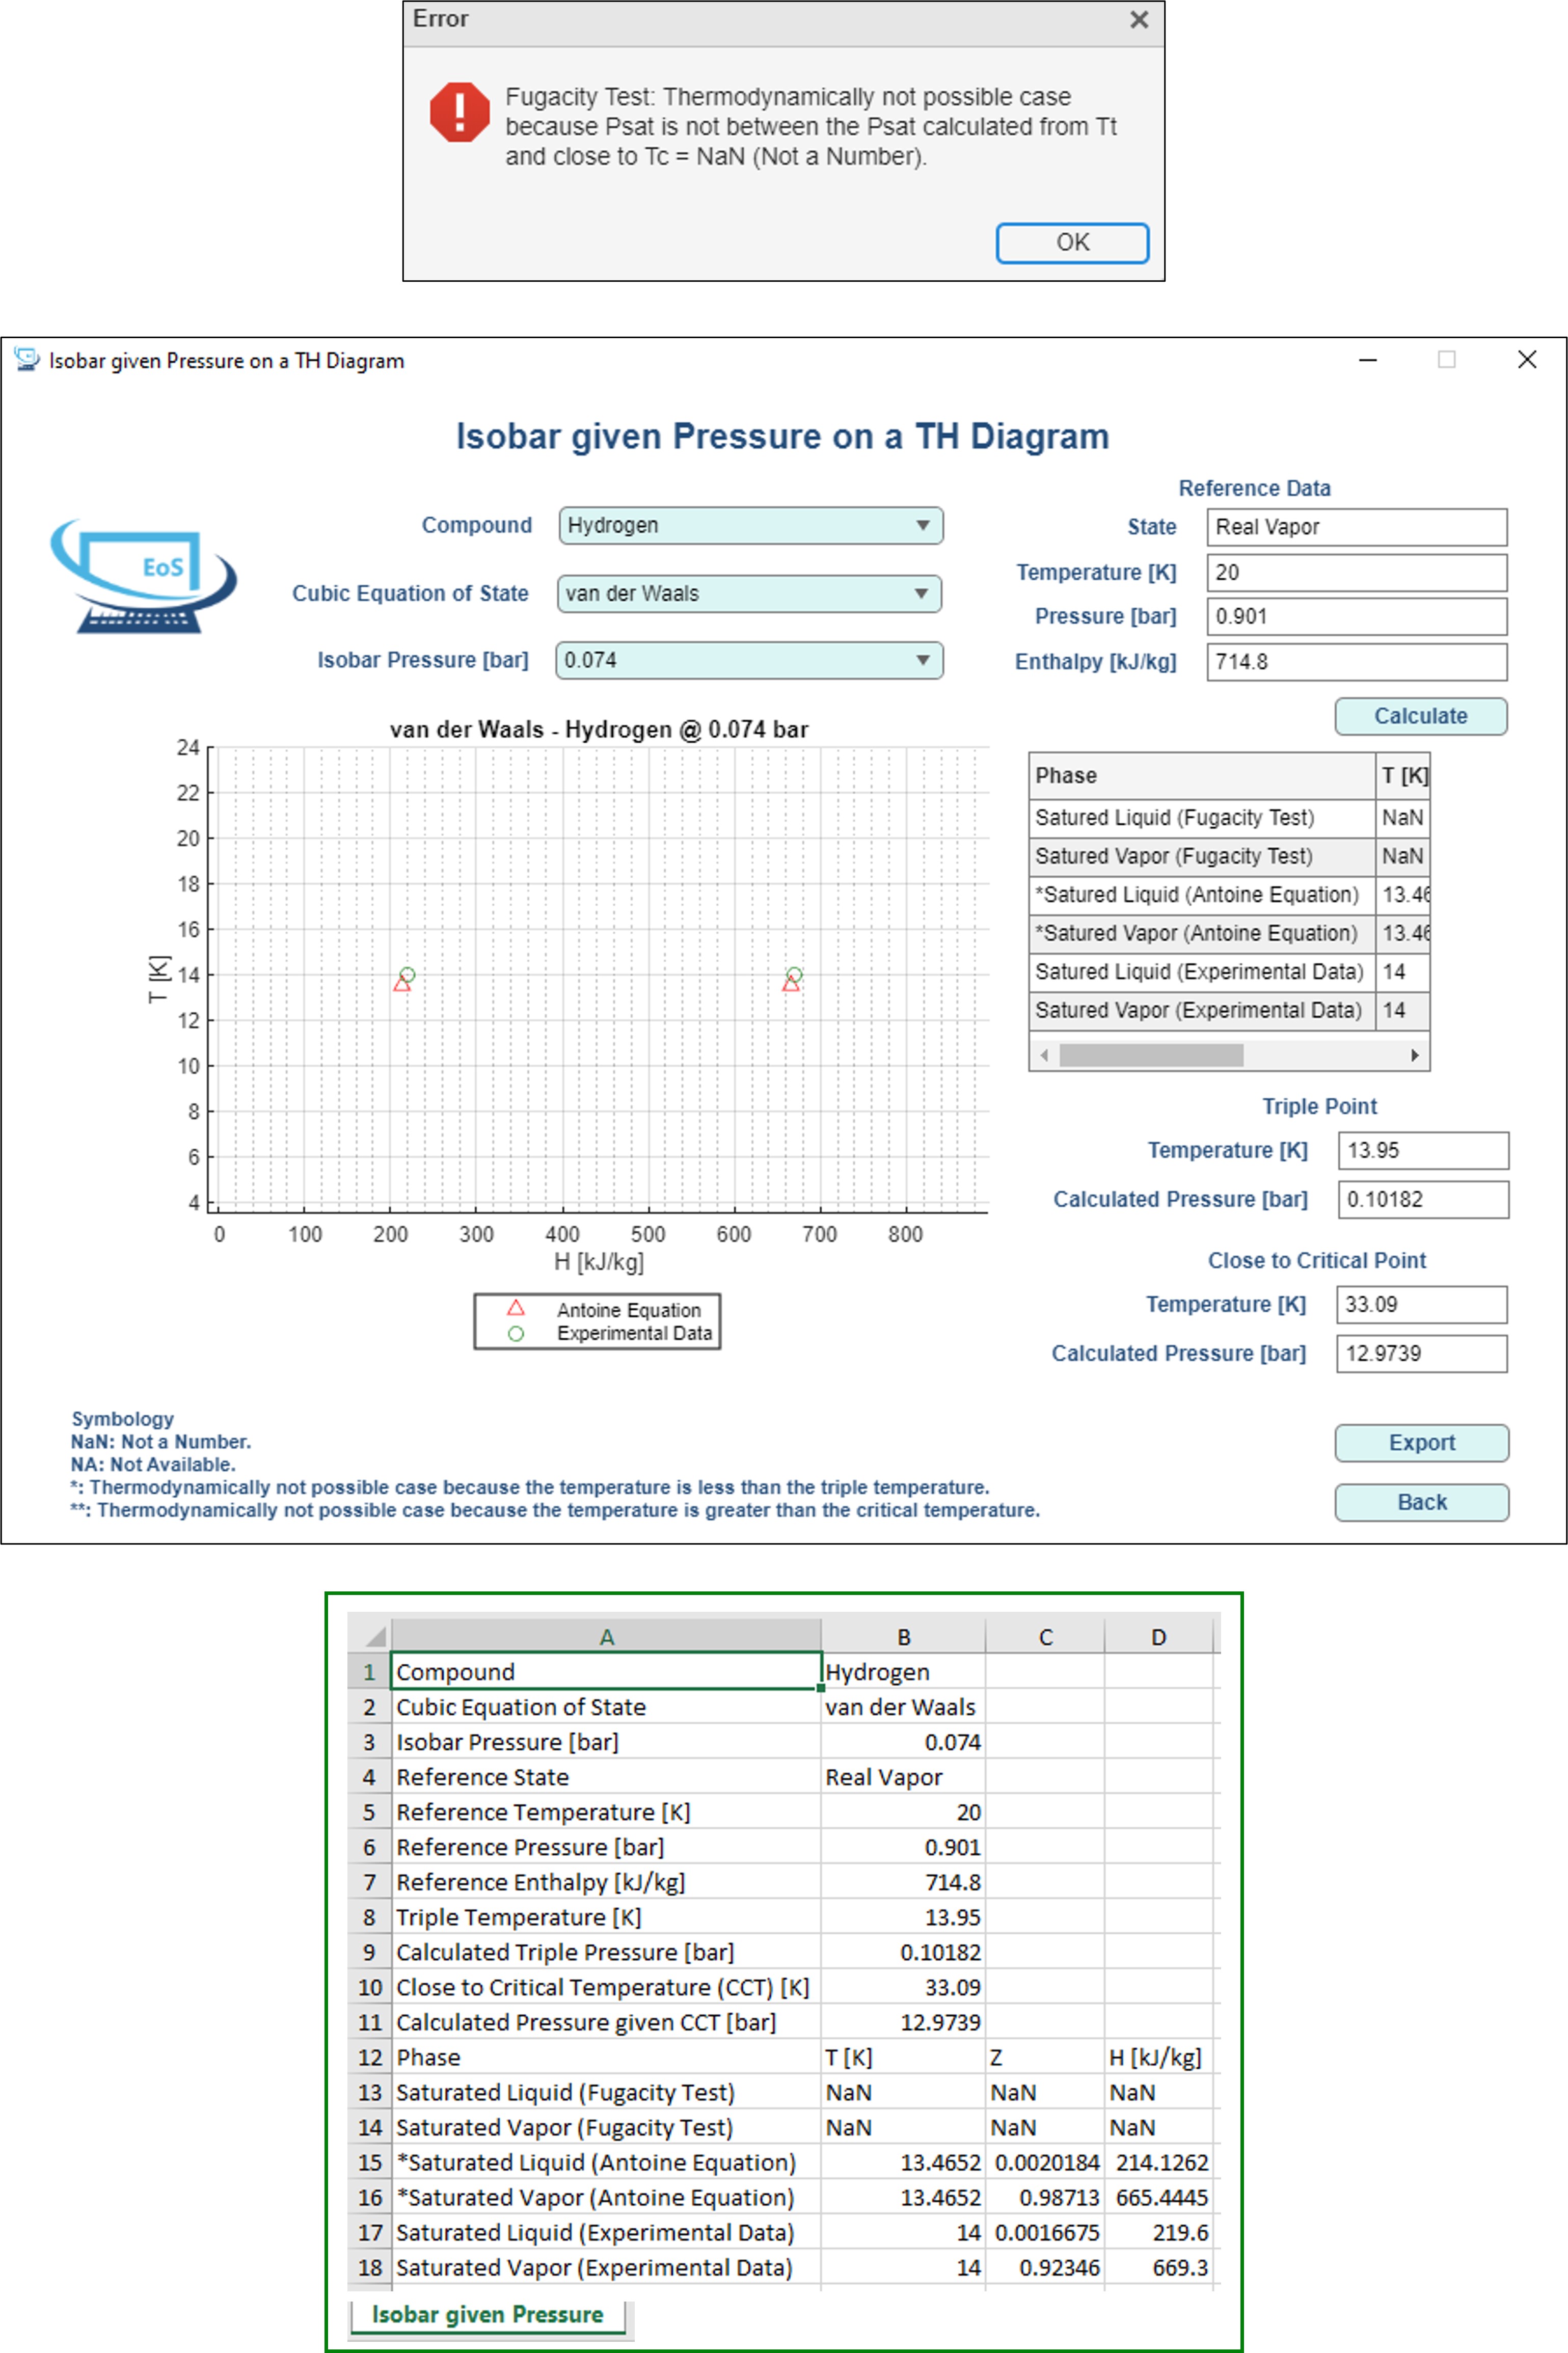 Error
Fugacity Test: Thermodynamically not possible case
because Psat is not between the Psat calculated from Tt
and close to Tc = NaN (Not a Number).
OK
Isobar given Pressure on a TH Diagram
Isobar given Pressure on a TH Diagram
EoS
Compound Hydrogen
Cubic Equation of State van der Waals
Isobar Pressure [bar] 0.074
Reference Data
State Real Vapor
Temperature [K] 20
Pressure [bar] 0.901
Enthalpy [kJ/kg] 714.8
Calculate
van der Waals - Hydrogen @ 0.074 bar
24
22
20
18
16
14
12
10
8
6
4
T [K]
0 100 200 300 400 500 600 700 800
H [kJ/kg]
Antoine Equation
Experimental Data
Phase T [K]
Satured Liquid (Fugacity Test) NaN
Satured Vapor (Fugacity Test) NaN
*Satured Liquid (Antoine Equation) 13.46
*Satured Vapor (Antoine Equation) 13.46
Satured Liquid (Experimental Data) 14
Satured Vapor (Experimental Data) 14
Triple Point
Temperature [K] 13.95
Calculated Pressure [bar] 0.10182
Close to Critical Point
Temperature [K] 33.09
Calculated Pressure [bar] 12.9739
Symbology
NaN: Not a Number.
NA: Not Available.
*: Thermodynamically not possible case because the temperature is less than the triple temperature.
**: Thermodynamically not possible case because the temperature is greater than the critical temperature.
Export
Back
A B C D
1 Compound Hydrogen
2 Cubic Equation of State van der Waals
3 Isobar Pressure [bar] 0.074
4 Reference State Real Vapor
5 Reference Temperature [K] 20
6 Reference Pressure [bar] 0.901
7 Reference Enthalpy [kJ/kg] 714.8
8 Triple Temperature [K] 13.95
9 Calculated Triple Pressure [bar] 0.10182
10 Close to Critical Temperature (CCT) [K] 33.09
11 Calculated Pressure given CCT [bar] 12.9739
12 Phase T [K] Z H [kJ/kg]
13 Saturated Liquid (Fugacity Test) NaN NaN NaN
14 Saturated Vapor (Fugacity Test) NaN NaN NaN
15 *Saturated Liquid (Antoine Equation) 13.4652 0.0020184 214.1262
16 *Saturated Vapor (Antoine Equation) 13.4652 0.98713 665.4445
17 Saturated Liquid (Experimental Data) 14 0.0016675 219.6
18 Saturated Vapor (Experimental Data) 14 0.92346 669.3
Isobar given Pressure